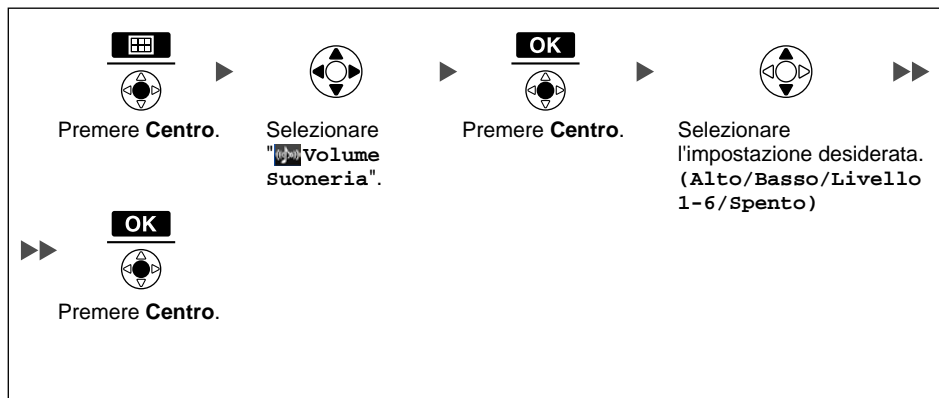 OK
Premere Centro.
Selezionare
"Volume
Suoneria".
Premere Centro.
Selezionare
l'impostazione desiderata.
(Alto/Basso/Livello
1-6/Spento)
OK
Premere Centro.